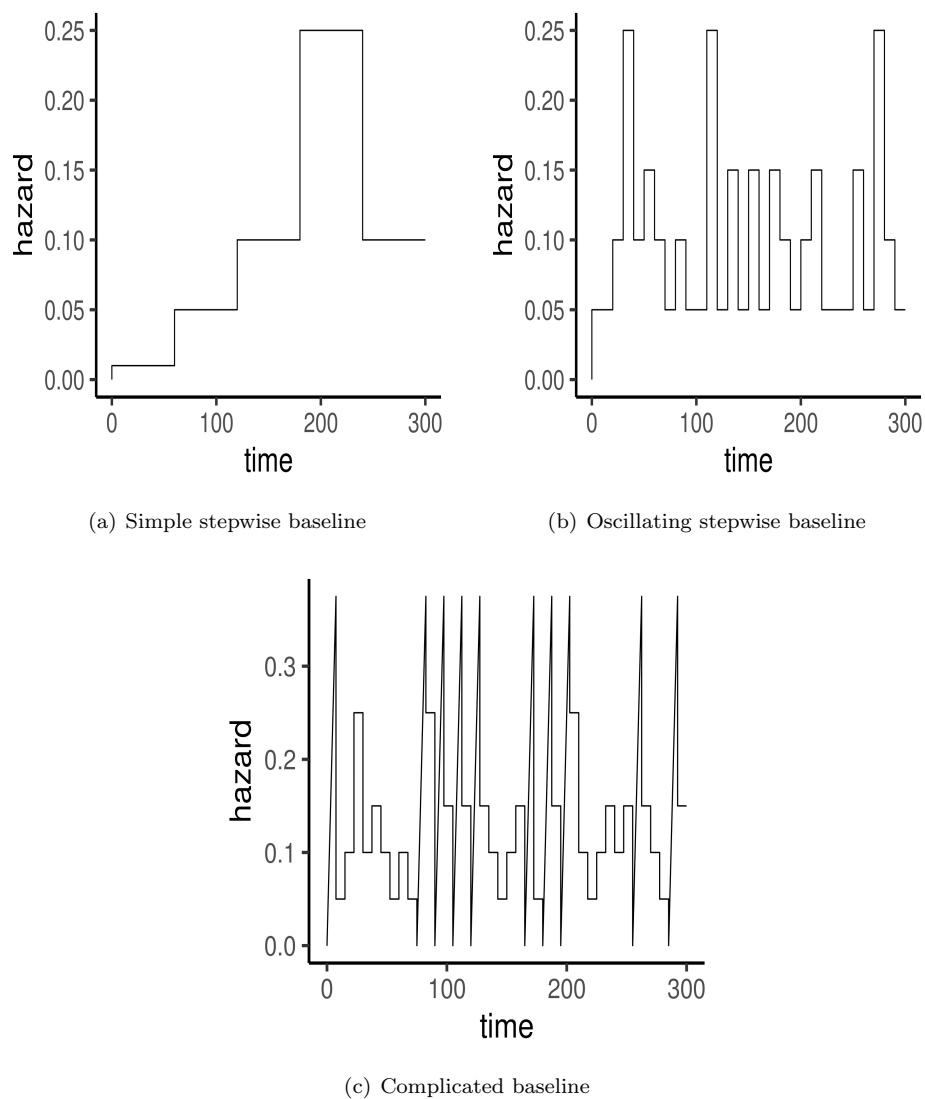 0.25
0.20
0.15
0.10
0.05
0.00
hazard
0 100 200 300
time
(a) Simple stepwise baseline
0.25
0.20
0.15
0.10
0.05
0.00
hazard
0 100 200 300
time
(b) Oscillating stepwise baseline
0.3
0.2
0.1
0.0
hazard
0 100 200 300
time
(c) Complicated baseline